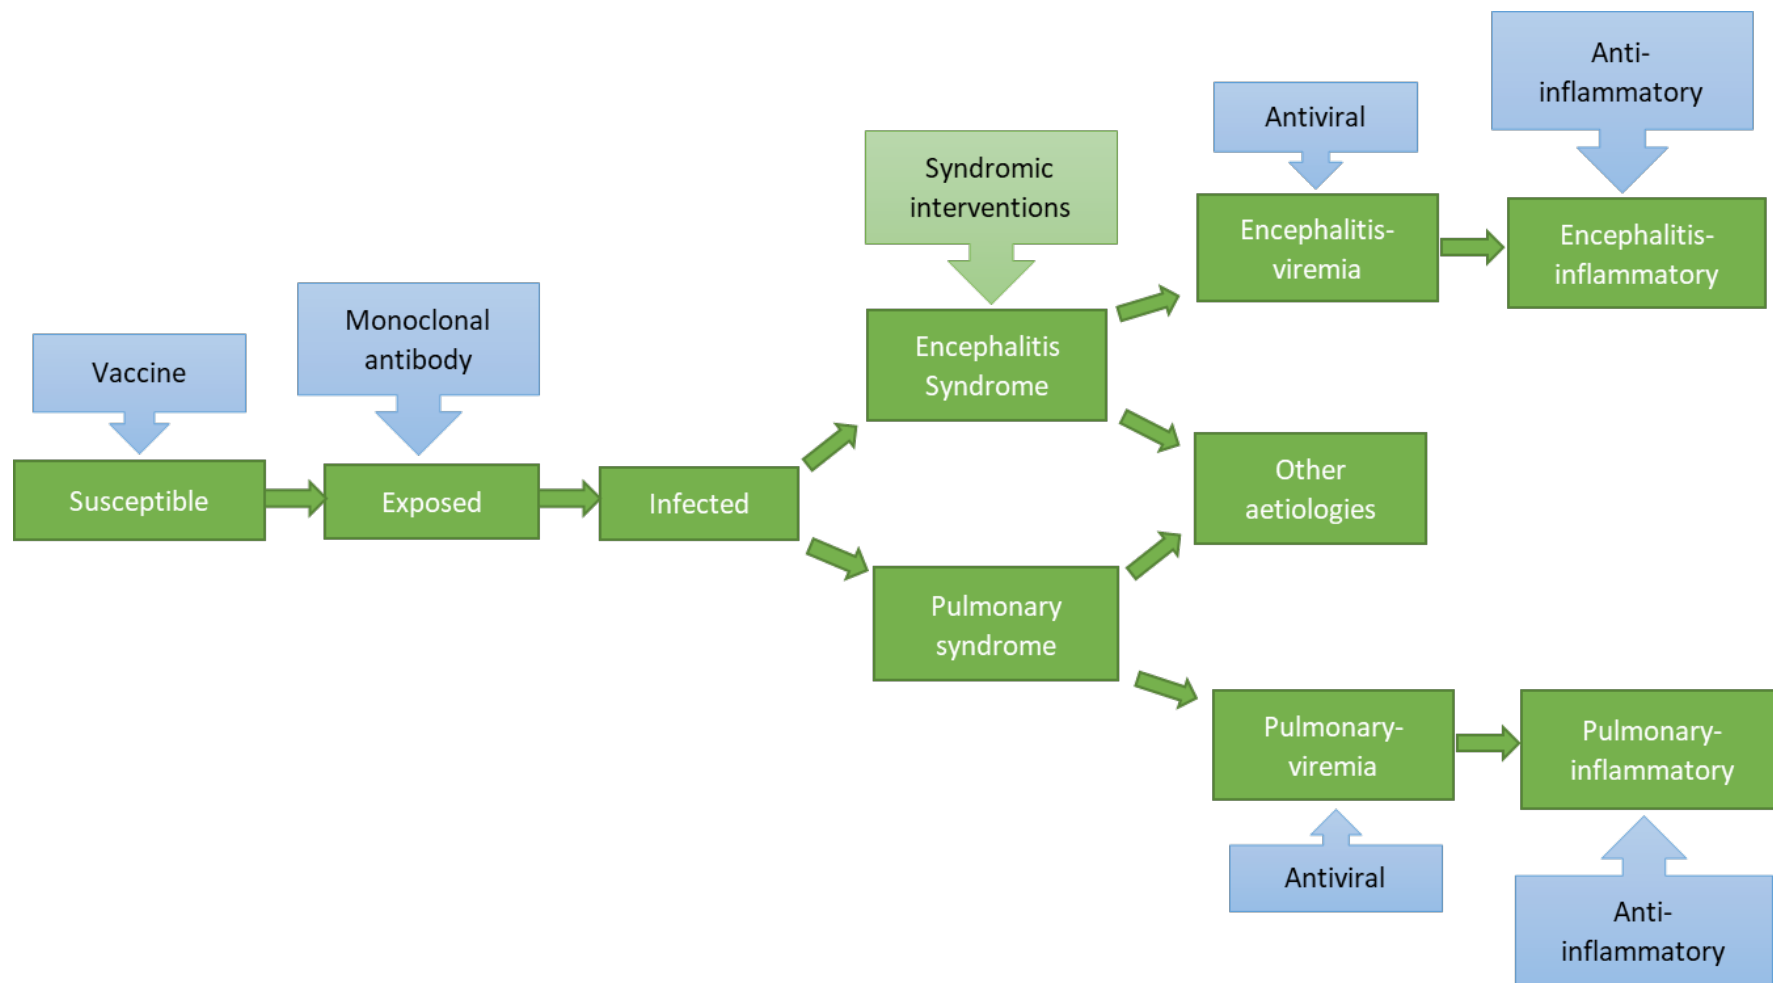 Anti-
inflammatory
Antiviral
Syndromic
interventions
Encephalitis-
viremia
Encephalitis-
inflammatory
Monoclonal
antibody
Vaccine
Encephalitis
Syndrome
Susceptible
Exposed
Infected
Other
aetiologies
Pulmonary
syndrome
Pulmonary-
viremia
Pulmonary-
inflammatory
Antiviral
Anti-
inflammatory